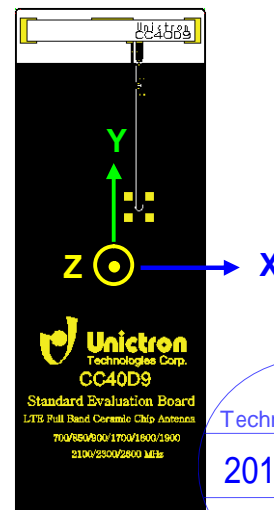 Unictron
CC40D9
Y
Z
X
Unictron
Technologies Corp.
CC40D9
Standard Evaluation Board
LTE Full Band Ceramic Chip Antenna
700/850/900/1700/1800/1900
2100/2300/2600 MHz
Techn
201